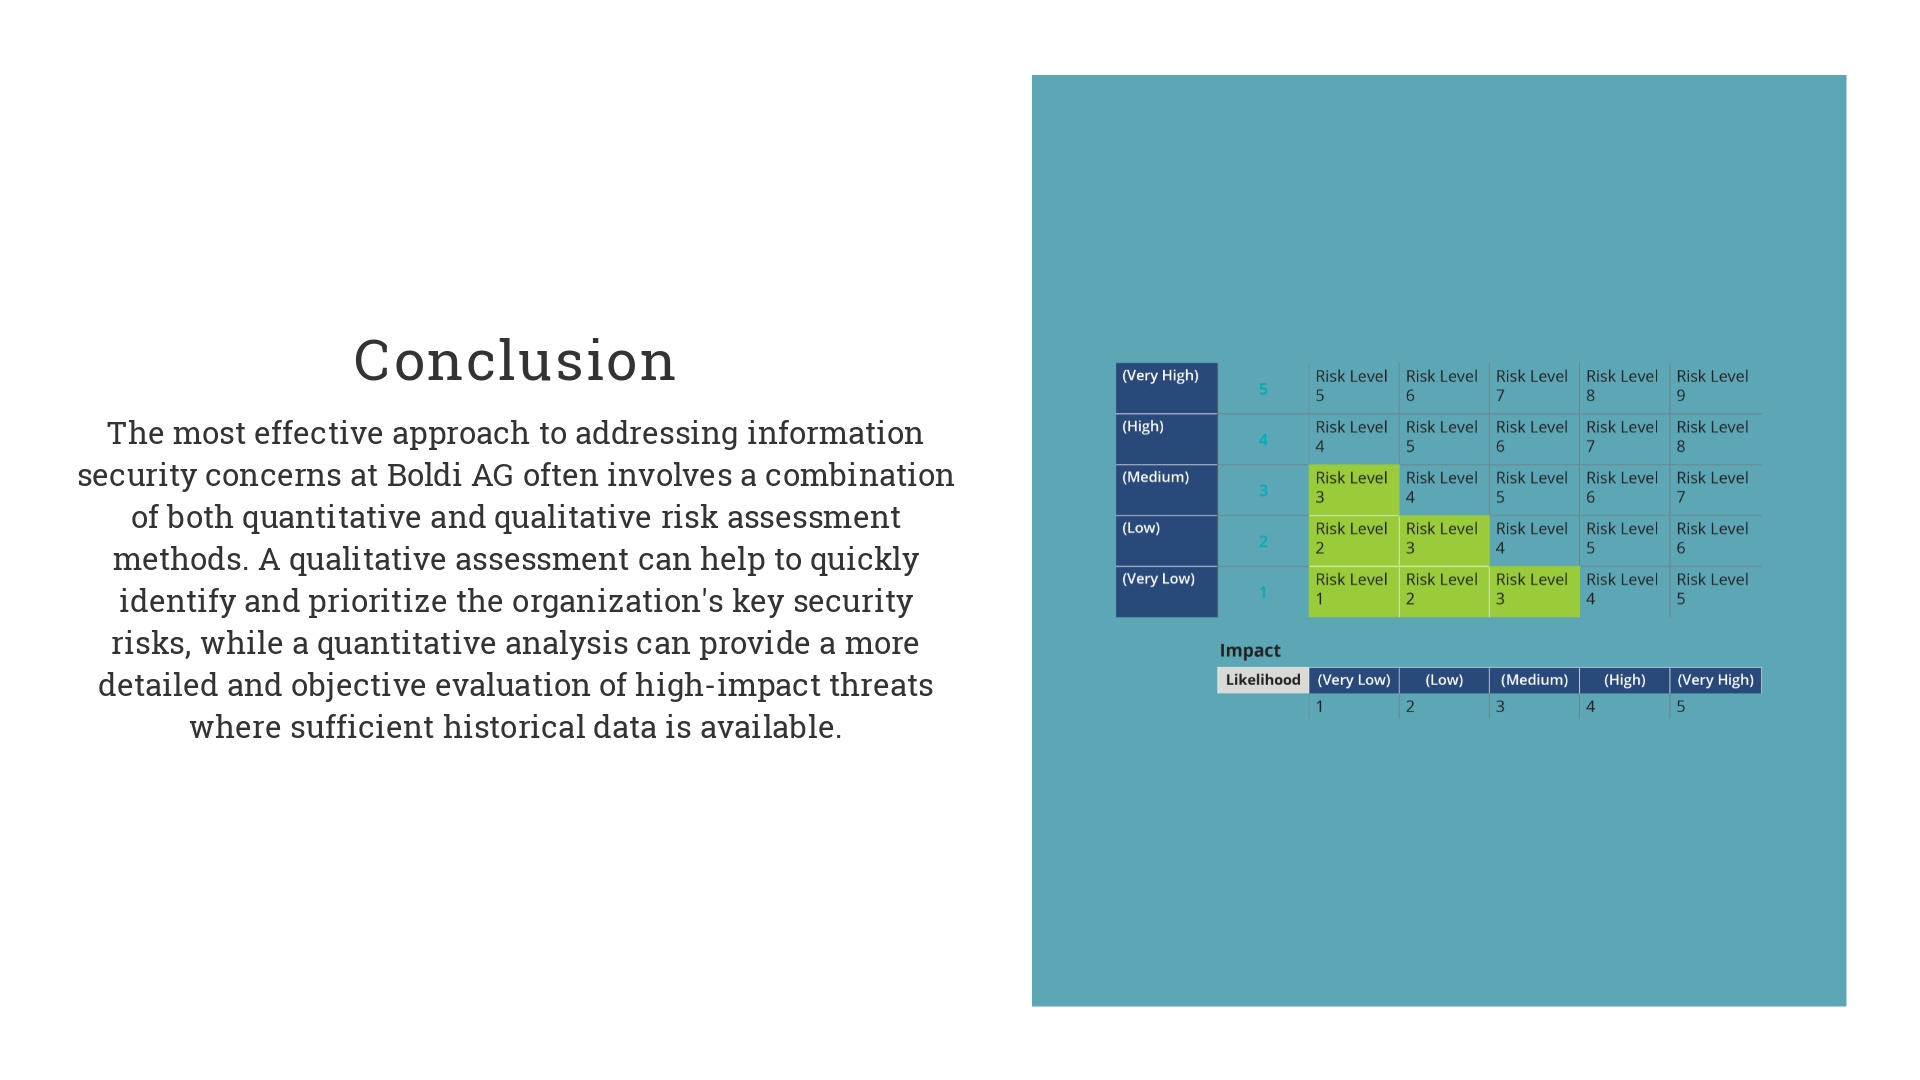 Conclusion
The most effective approach to addressing information
security concerns at Boldi AG often involves a combination
of both quantitative and qualitative risk assessment
methods. A qualitative assessment can help to quickly
identify and prioritize the organization's key security
risks, while a quantitative analysis can provide a more
detailed and objective evaluation of high-impact threats
where sufficient historical data is available.
(Very High) 5 Risk Level 5 Risk Level 6 Risk Level 7 Risk Level 8 Risk Level 9
(High) 4 Risk Level 4 Risk Level 5 Risk Level 6 Risk Level 7 Risk Level 8
(Medium) 3 Risk Level 3 Risk Level 4 Risk Level 5 Risk Level 6 Risk Level 7
(Low) 2 Risk Level 2 Risk Level 3 Risk Level 4 Risk Level 5 Risk Level 6
(Very Low) 1 Risk Level 1 Risk Level 2 Risk Level 3 Risk Level 4 Risk Level 5
Impact
Likelihood (Very Low) (Low) (Medium) (High) (Very High)
1 2 3 4 5